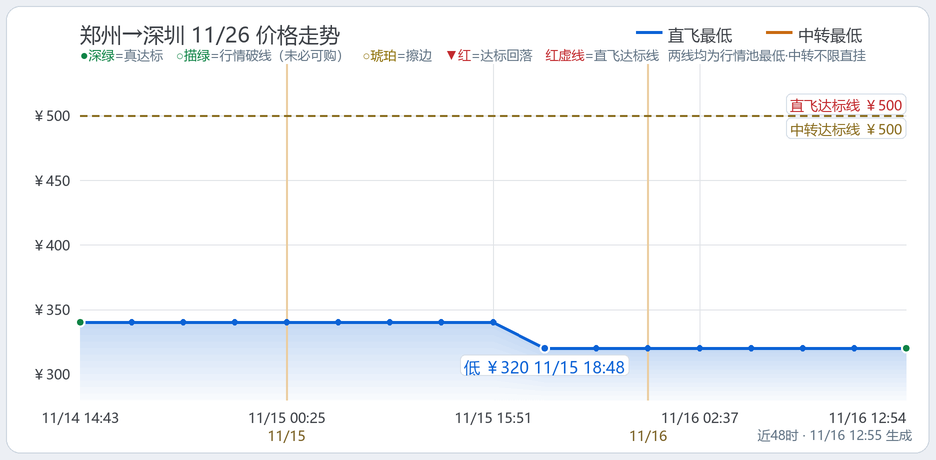 郑州→深圳 11/26 价格走势
直飞最低 中转最低
●深绿=真达标 ○描绿=行情破线（未必可购） ○琥珀=擦边 ▼红=达标回落 红虚线=直飞达标线 两线均为行情池最低·中转不限直挂
¥500
直飞达标线 ¥500
中转达标线 ¥500
¥450
¥400
¥350
¥300
低 ¥320 11/15 18:48
11/14 14:43 11/15 00:25 11/15 15:51 11/16 02:37 11/16 12:54
11/15 11/16
近48时 · 11/16 12:55 生成